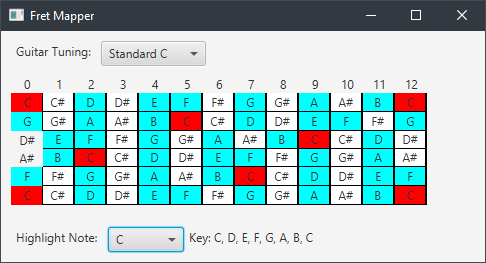 Fret Mapper
Guitar Tuning: Standard C
0 1 2 3 4 5 6 7 8 9 10 11 12
C C# D D# E F F# G G# A A# B C
G G# A A# B C C# D D# E F F# G
D# E F F# G G# A A# B C C# D D#
A# B C C# D D# E F F# G G# A A#
F F# G G# A A# B C C# D D# E F
C C# D D# E F F# G G# A A# B C
Highlight Note: C Key: C, D, E, F, G, A, B, C